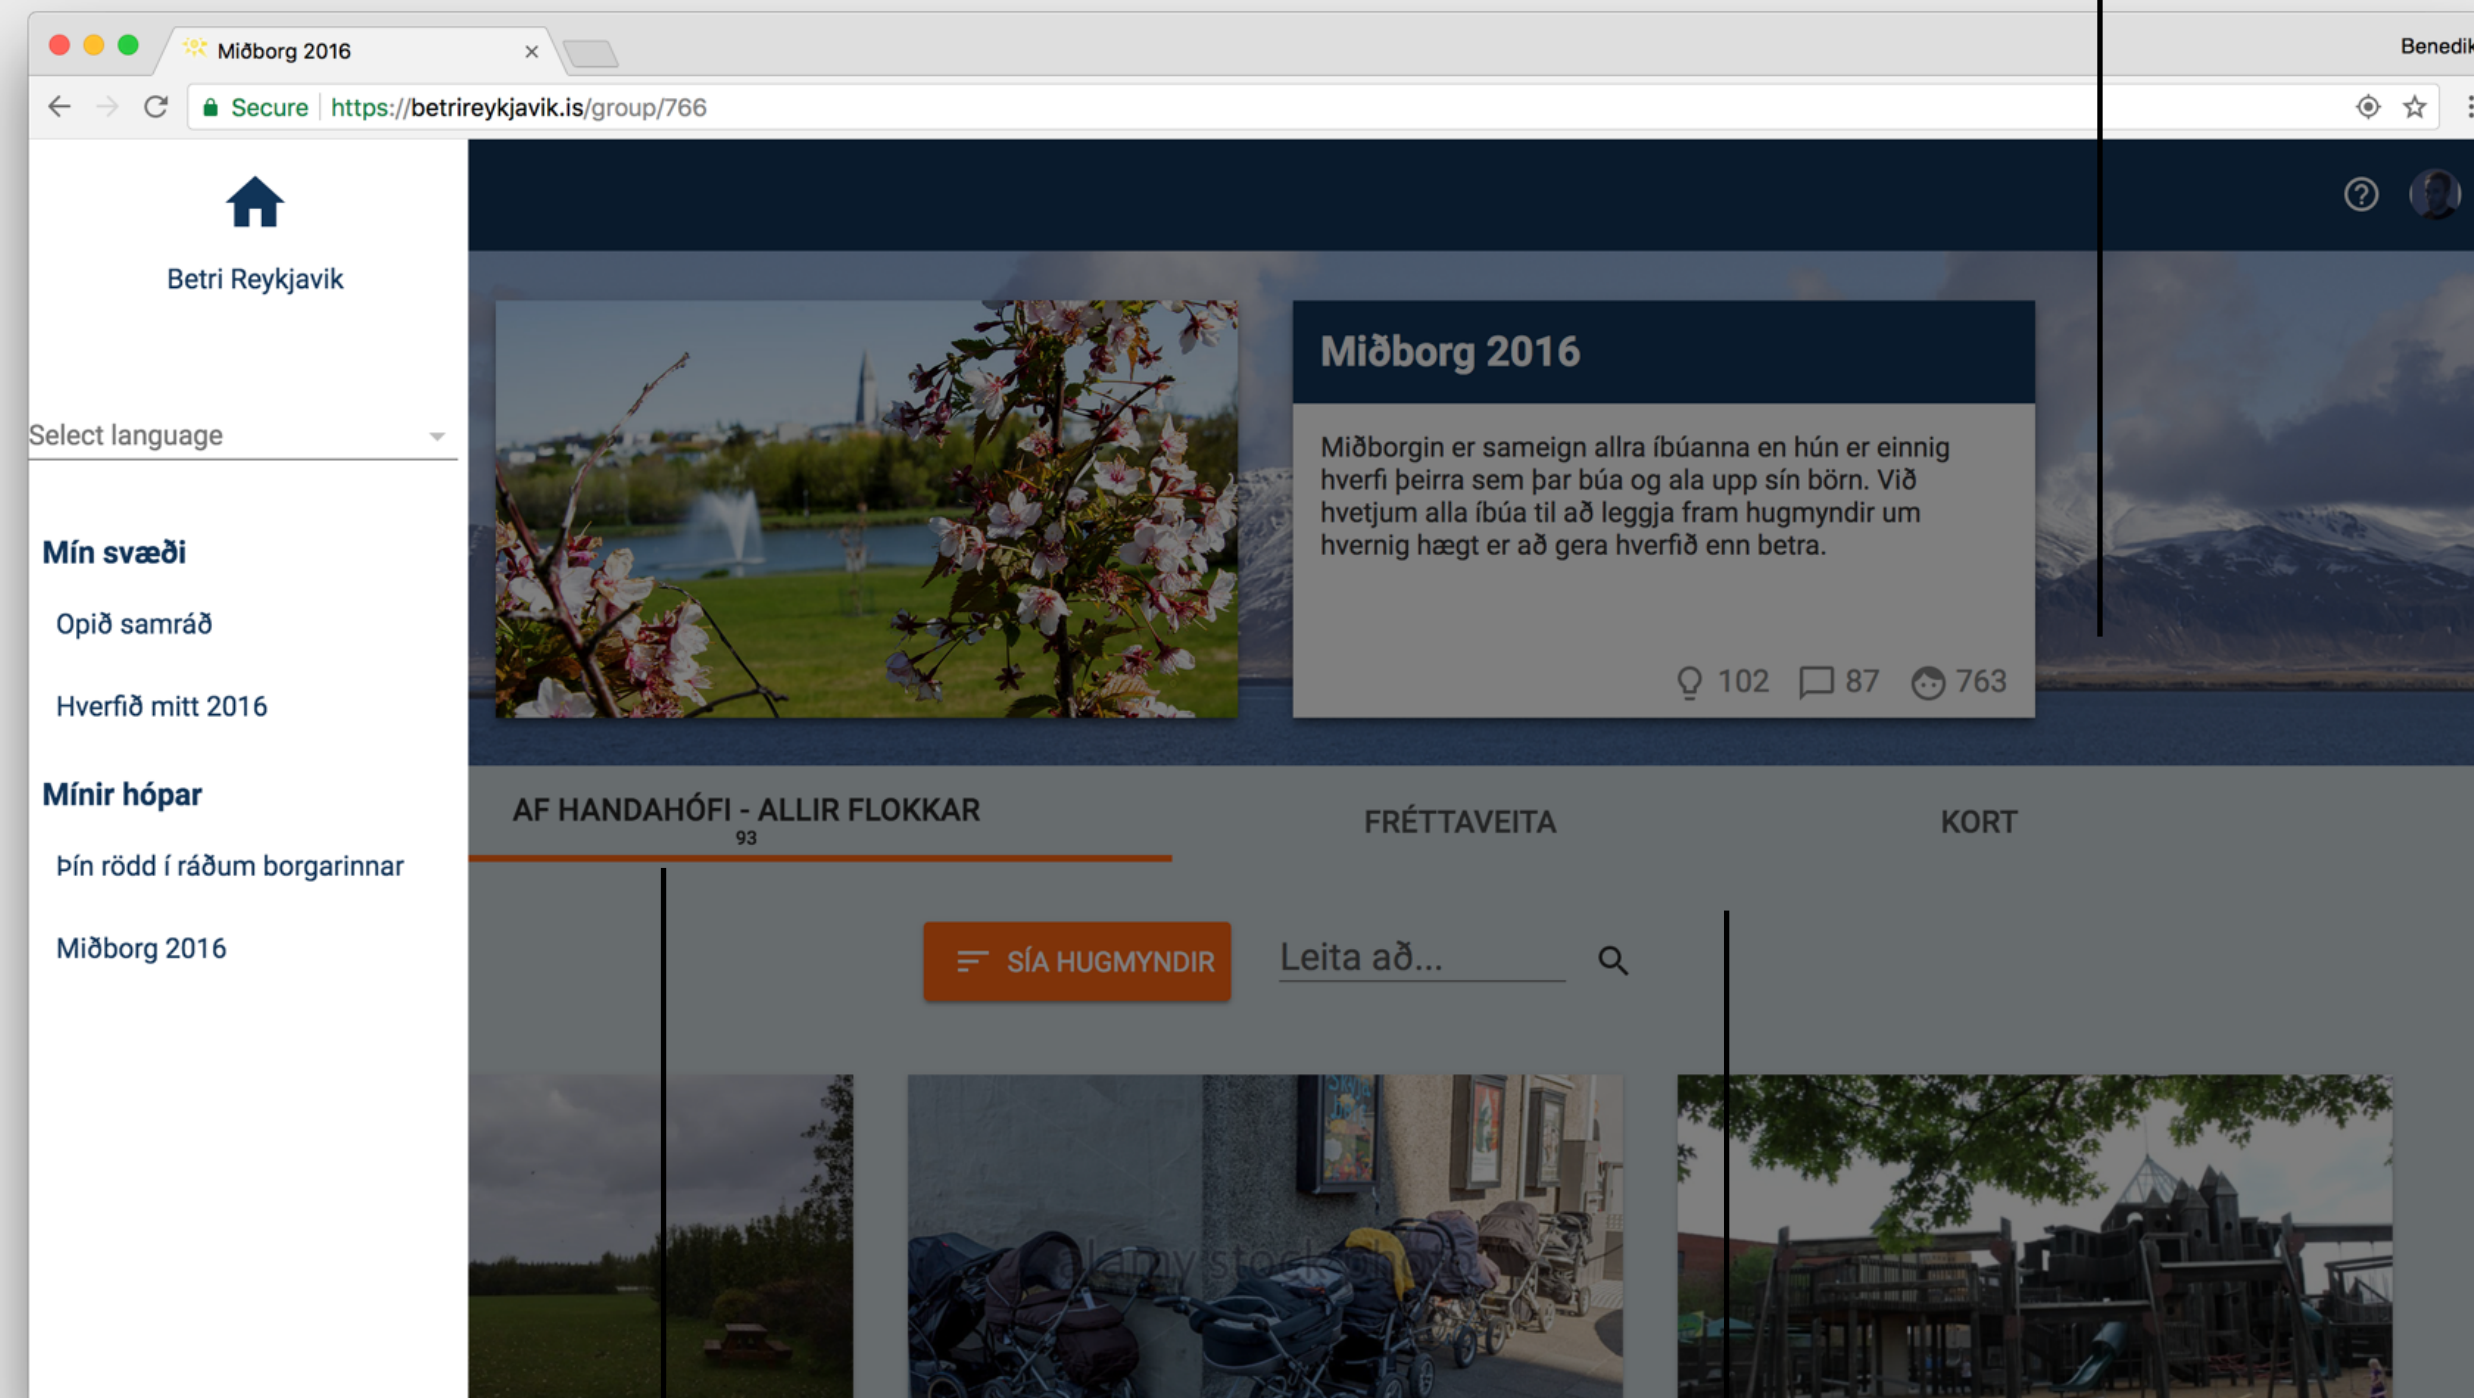 Miðborg 2016
Secure https://betrireykjavik.is/group/766
Betri Reykjavik
Select language
Mín svæði
Opið samráð
Hverfið mitt 2016
Mínir hópar
Þín rödd í ráðum borgarinnar
Miðborg 2016
Miðborg 2016
Miðborgin er sameign allra íbúanna en hún er einnig
hverfi þeirra sem þar búa og ala upp sín börn. Við
hvetjum alla íbúa til að leggja fram hugmyndir um
hvernig hægt er að gera hverfið enn betra.
102 87 763
AF HANDAHÓFI - ALLIR FLOKKAR
93
FRÉTTAVEITA
KORT
SÍA HUGMYNDIR
Leita að...
alamy stock photo